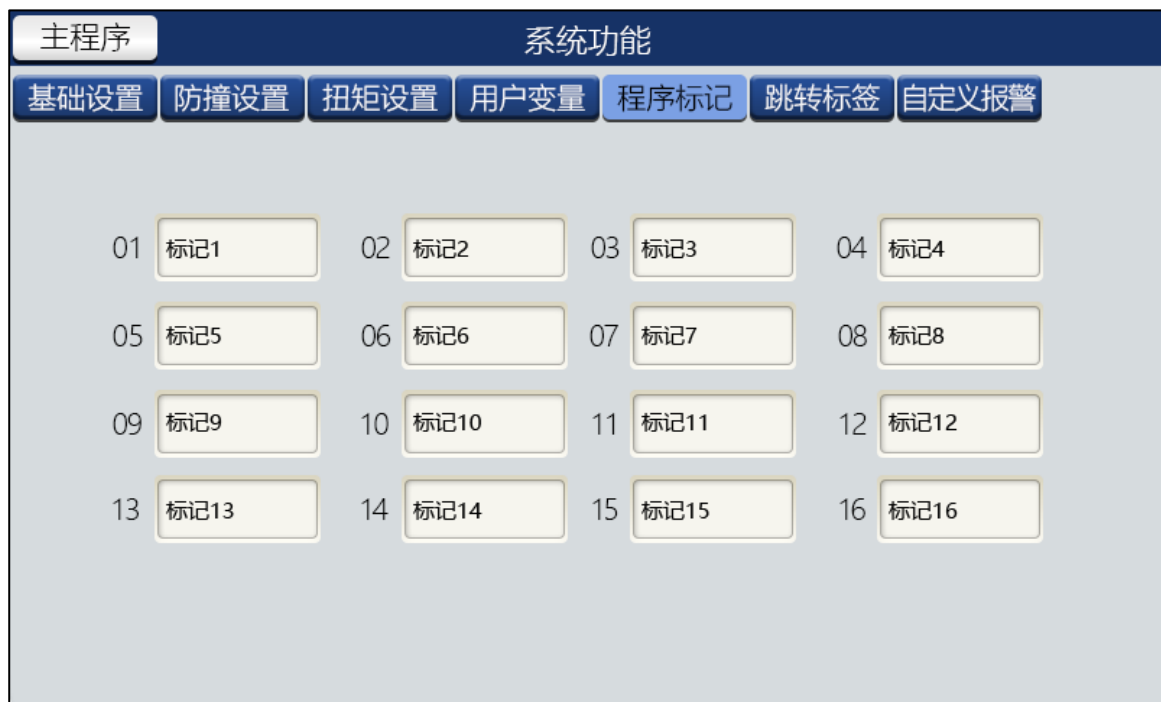 主程序 系统功能
基础设置 防撞设置 扭矩设置 用户变量 程序标记 跳转标签 自定义报警
01 标记1 02 标记2 03 标记3 04 标记4
05 标记5 06 标记6 07 标记7 08 标记8
09 标记9 10 标记10 11 标记11 12 标记12
13 标记13 14 标记14 15 标记15 16 标记16